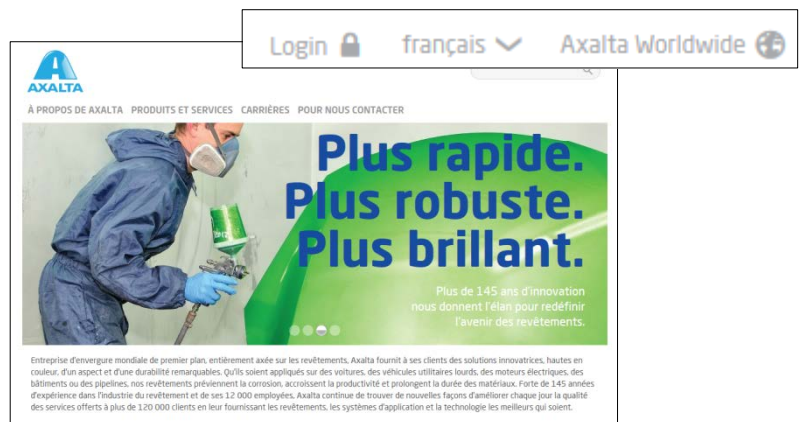 Login français Axalta Worldwide
AXALTA
À PROPOS DE AXALTA PRODUITS ET SERVICES CARRIÈRES POUR NOUS CONTACTER
Plus rapide.
Plus robuste.
Plus brillant.
Plus de 145 ans d'innovation
nous donnent l'élan pour redéfinir
l'avenir des revêtements.
Entreprise d'envergure mondiale de premier plan, entièrement axée sur les revêtements, Axalta fournit à ses clients des solutions innovatrices, hautes en
couleur, d'un aspect et d'une durabilité remarquables. Qu'ils soient appliqués sur des voitures, des véhicules utilitaires lourds, des moteurs électriques, des
bâtiments ou des pipelines, nos revêtements préviennent la corrosion, accroissent la productivité et prolongent la durée des matériaux. Forte de 145 années
d'expérience dans l'industrie du revêtement et de ses 12 000 employées, Axalta continue de trouver de nouvelles façons d'améliorer chaque jour la qualité
des services offerts à plus de 120 000 clients en leur fournissant les revêtements, les systèmes d'application et la technologie les meilleurs qui soient.